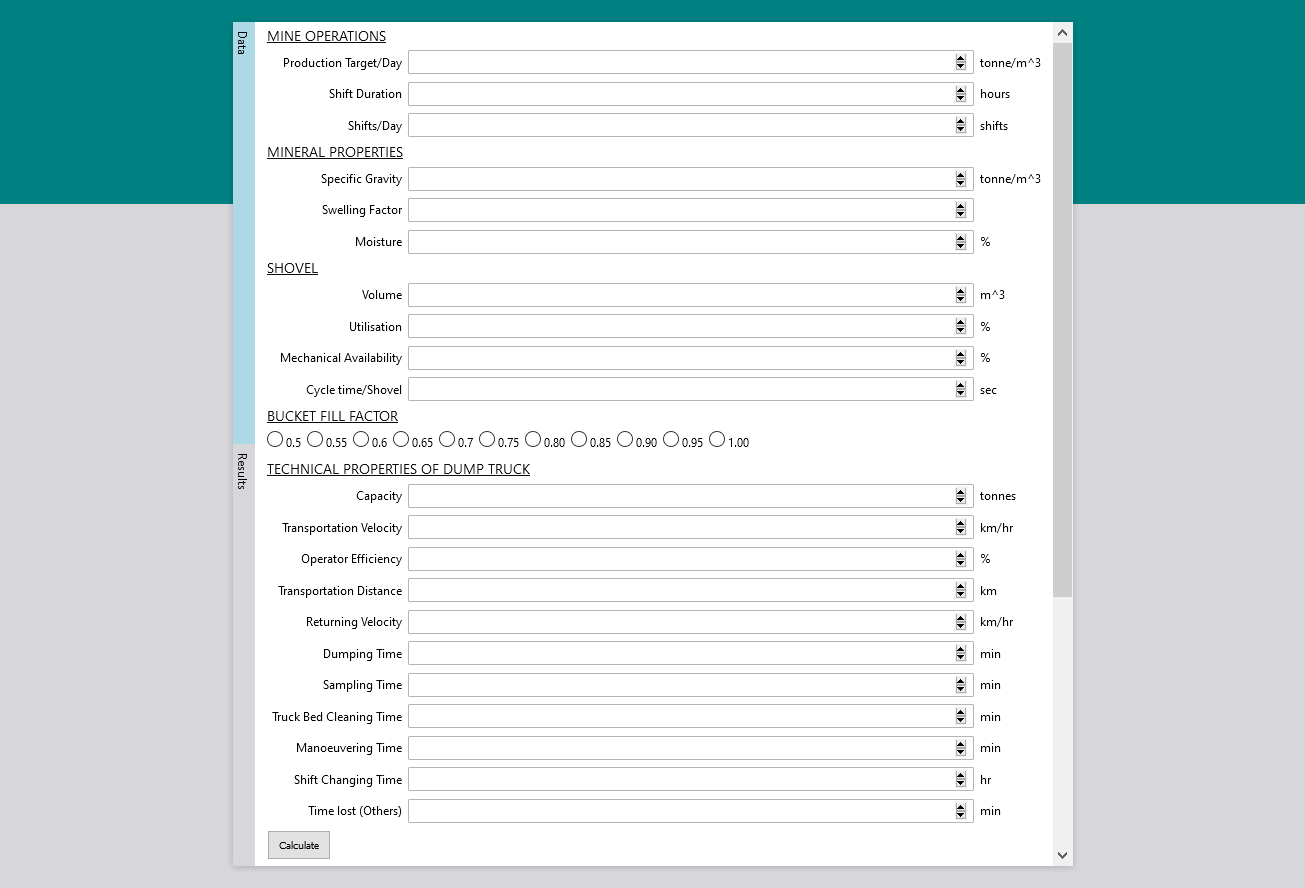 Data
MINE OPERATIONS
Production Target/Day tonne/m^3
Shift Duration hours
Shifts/Day shifts
MINERAL PROPERTIES
Specific Gravity tonne/m^3
Swelling Factor
Moisture %
SHOVEL
Volume m^3
Utilisation %
Mechanical Availability %
Cycle time/Shovel sec
BUCKET FILL FACTOR
0.5 0.55 0.6 0.65 0.7 0.75 0.80 0.85 0.90 0.95 1.00
Results
TECHNICAL PROPERTIES OF DUMP TRUCK
Capacity tonnes
Transportation Velocity km/hr
Operator Efficiency %
Transportation Distance km
Returning Velocity km/hr
Dumping Time min
Sampling Time min
Truck Bed Cleaning Time min
Manoeuvering Time min
Shift Changing Time hr
Time lost (Others) min
Calculate